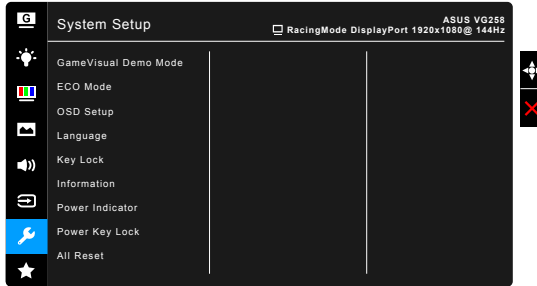 G
System Setup
ASUS VG258
RacingMode DisplayPort 1920x1080@ 144Hz
GameVisual Demo Mode
ECO Mode
OSD Setup
Language
Key Lock
Information
Power Indicator
Power Key Lock
All Reset